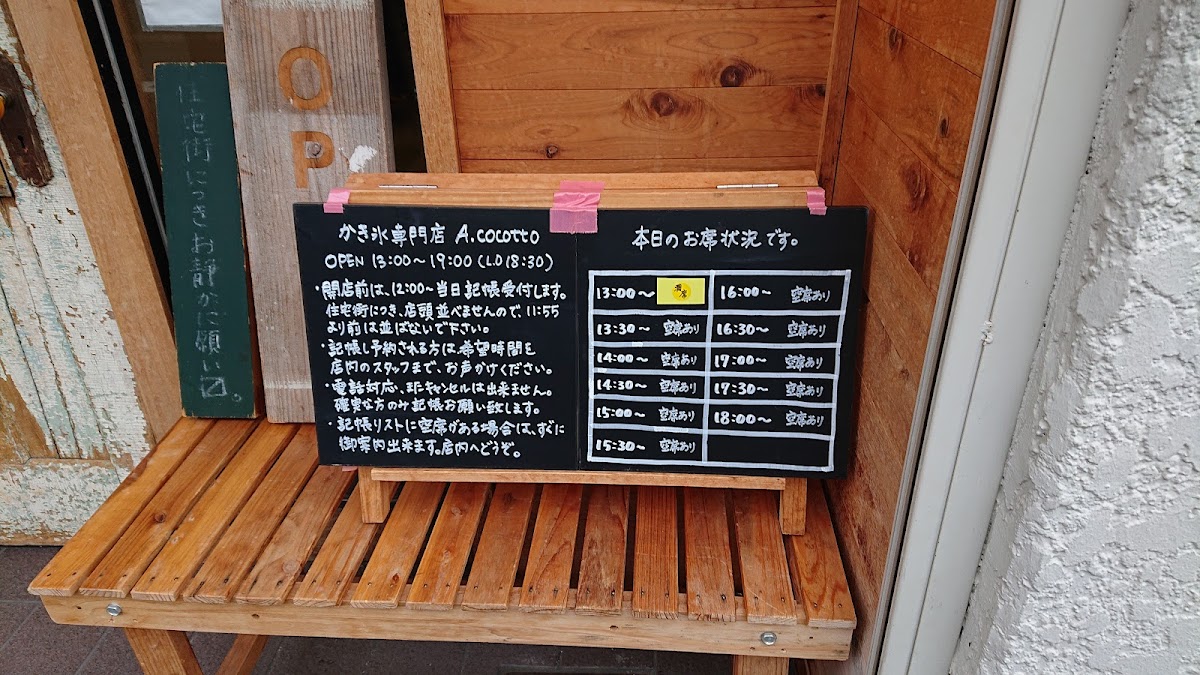 住宅街につきお静かに願い〼。
OP
かき氷専門店 A.cocotto
OPEN 13:00〜19:00 (L.O 18:30)
・開店前は、12:00〜当日記帳受付します。
住宅街につき、店頭並べませんので、11:55
より前は並ばないで下さい。
・記帳し予約される方は、希望時間を
店内のスタッフまで、お声かけください。
・電話対応、またキャンセルは出来ません。
確実な方のみ記帳お願い致します。
・記帳リストに空席がある場合は、すぐに
御案内出来ます。店内へどうぞ。
本日のお席状況です。
13:00〜 満席
13:30〜 空席あり
14:00〜 空席あり
14:30〜 空席あり
15:00〜 空席あり
15:30〜 空席あり
16:00〜 空席あり
16:30〜 空席あり
17:00〜 空席あり
17:30〜 空席あり
18:00〜 空席あり